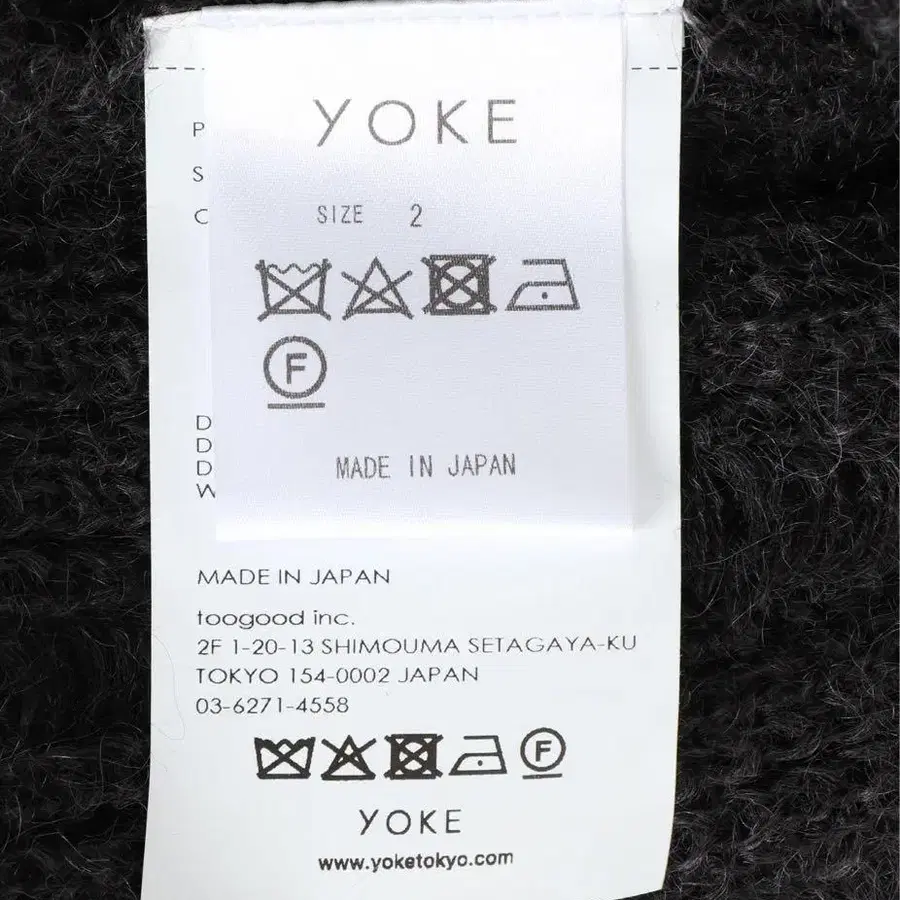 YOKE
SIZE 2
F
MADE IN JAPAN
P
S
C
D
D
D
W
MADE IN JAPAN
toogood inc.
2F 1-20-13 SHIMOUMA SETAGAYA-KU
TOKYO 154-0002 JAPAN
03-6271-4558
F
YOKE
www.yoketokyo.com